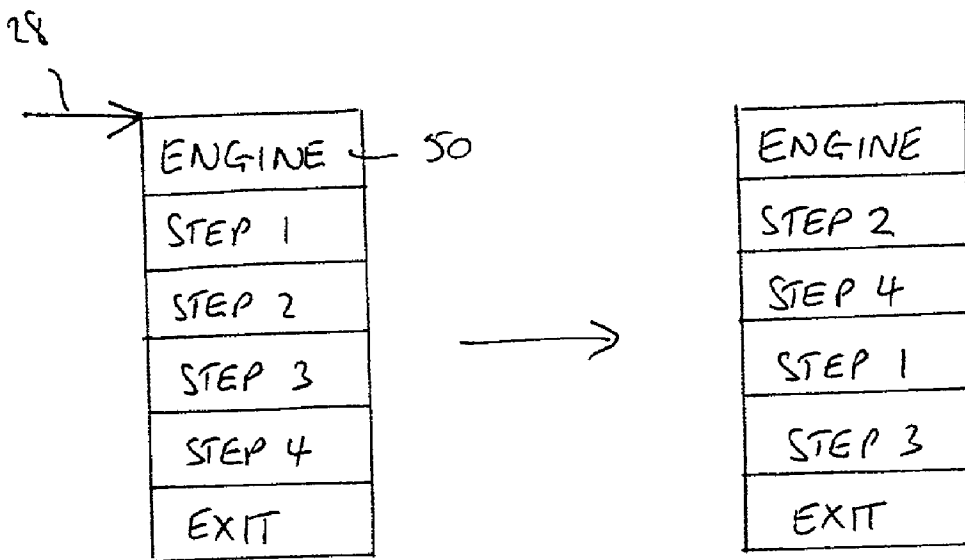 28
ENGINE
50
STEP 1
STEP 2
STEP 3
STEP 4
EXIT
ENGINE
STEP 2
STEP 4
STEP 1
STEP 3
EXIT